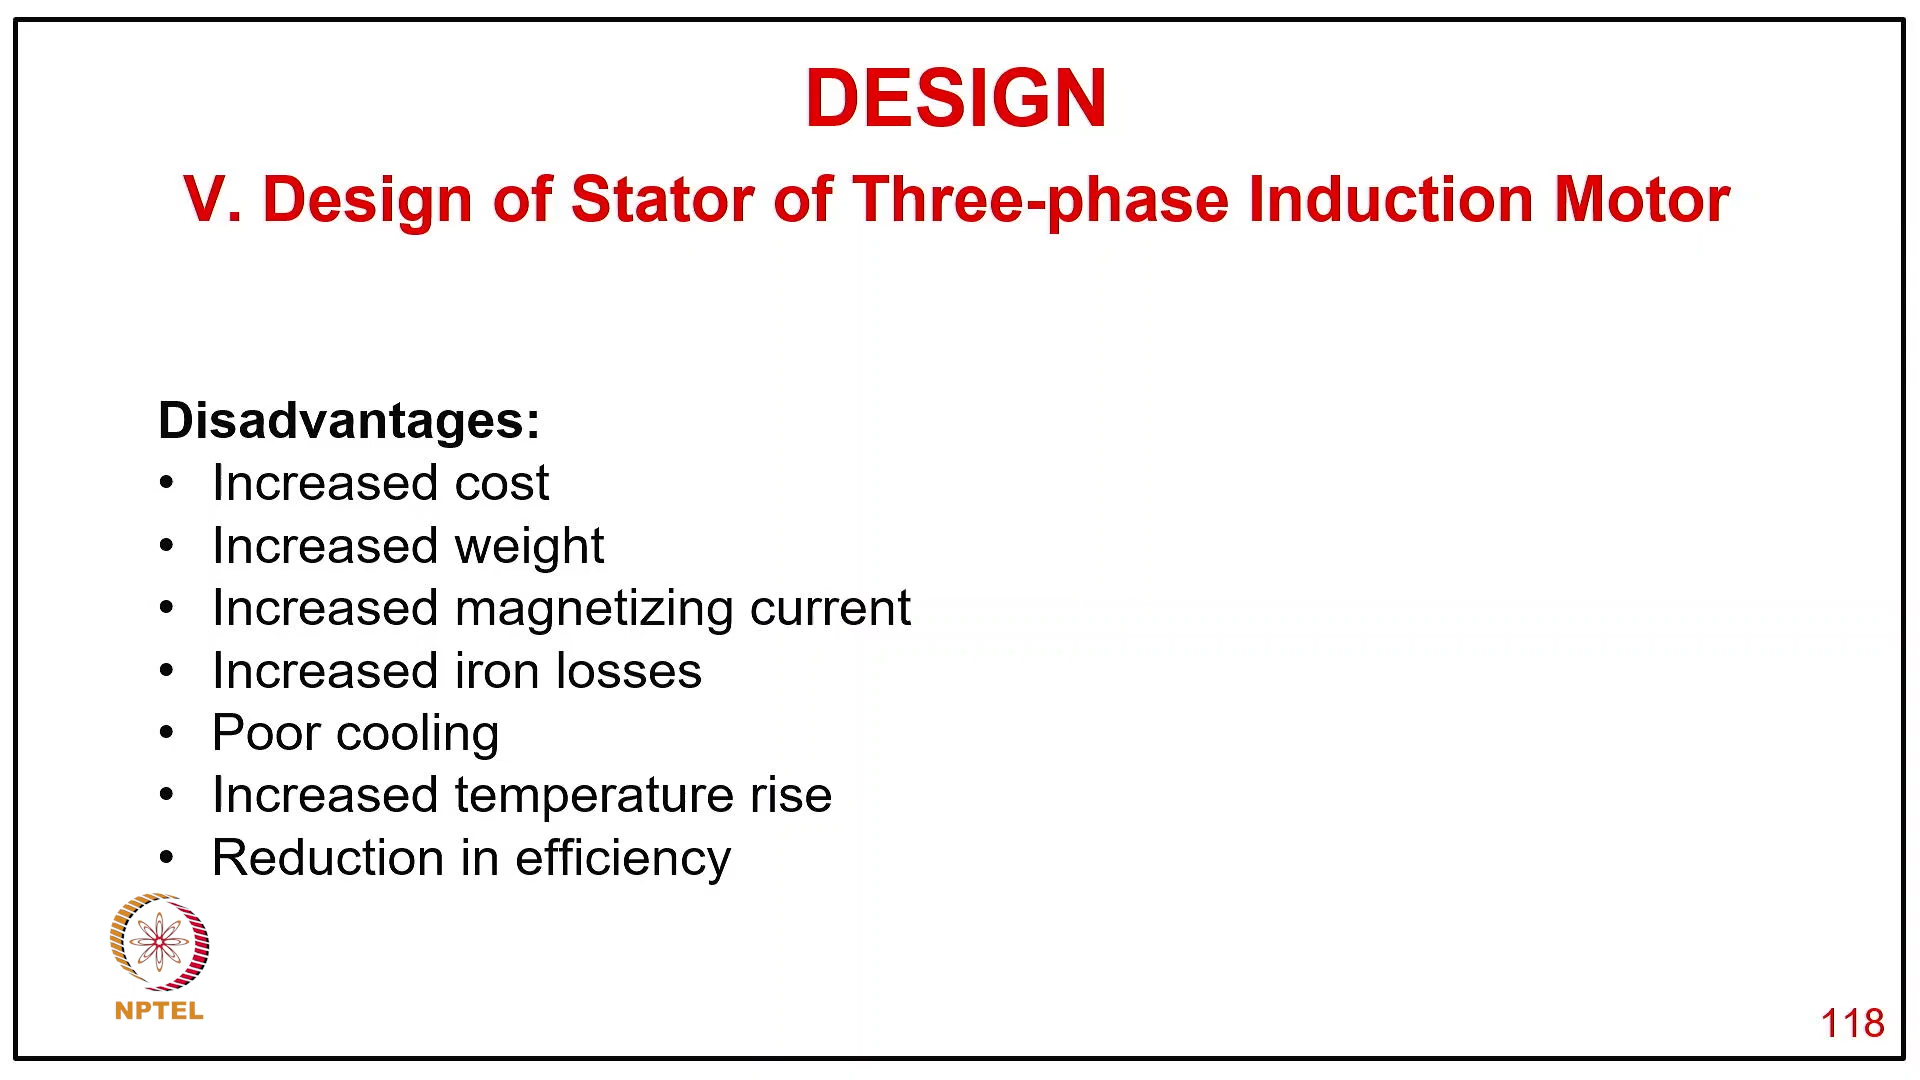 DESIGN
V. Design of Stator of Three-phase Induction Motor
Disadvantages:
• Increased cost
• Increased weight
• Increased magnetizing current
• Increased iron losses
• Poor cooling
• Increased temperature rise
• Reduction in efficiency
NPTEL
118